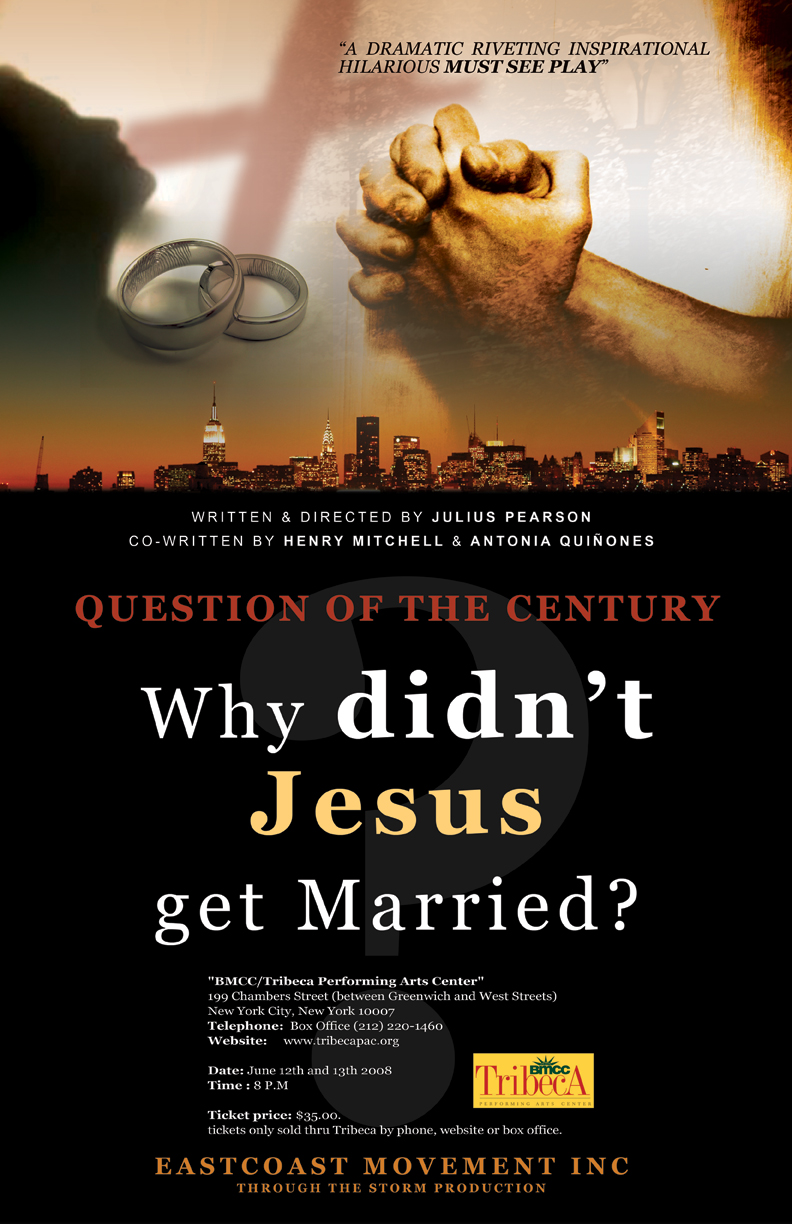 “A DRAMATIC RIVETING INSPIRATIONAL
HILARIOUS MUST SEE PLAY”
WRITTEN & DIRECTED BY JULIUS PEARSON
CO-WRITTEN BY HENRY MITCHELL & ANTONIA QUIÑONES
QUESTION OF THE CENTURY
?
Why didn’t
Jesus
get Married?
"BMCC/Tribeca Performing Arts Center"
199 Chambers Street (between Greenwich and West Streets)
New York City, New York 10007
Telephone: Box Office (212) 220-1460
Website: www.tribecapac.org
Date: June 12th and 13th 2008
Time : 8 P.M
Ticket price: $35.00.
tickets only sold thru Tribeca by phone, website or box office.
BMCC
TribecA
PERFORMING ARTS CENTER
EASTCOAST MOVEMENT INC
THROUGH THE STORM PRODUCTION